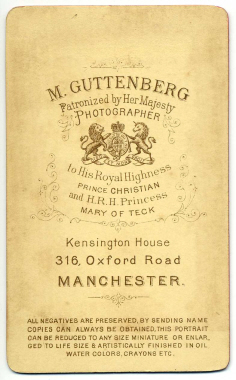 M. GUTTENBERG
Patronized by Her Majesty
PHOTOGRAPHER
to His Royal Highness
PRINCE CHRISTIAN
and H.R.H. Princess
MARY OF TECK
Kensington House
316, Oxford Road
MANCHESTER.
ALL NEGATIVES ARE PRESERVED, BY SENDING NAME
COPIES CAN ALWAYS BE OBTAINED, THIS PORTRAIT
CAN BE REDUCED TO ANY SIZE MINIATURE OR ENLAR,
GED TO LIFE SIZE & ARTISTICALLY FINISHED IN OIL
WATER COLORS, CRAYONS ETC.